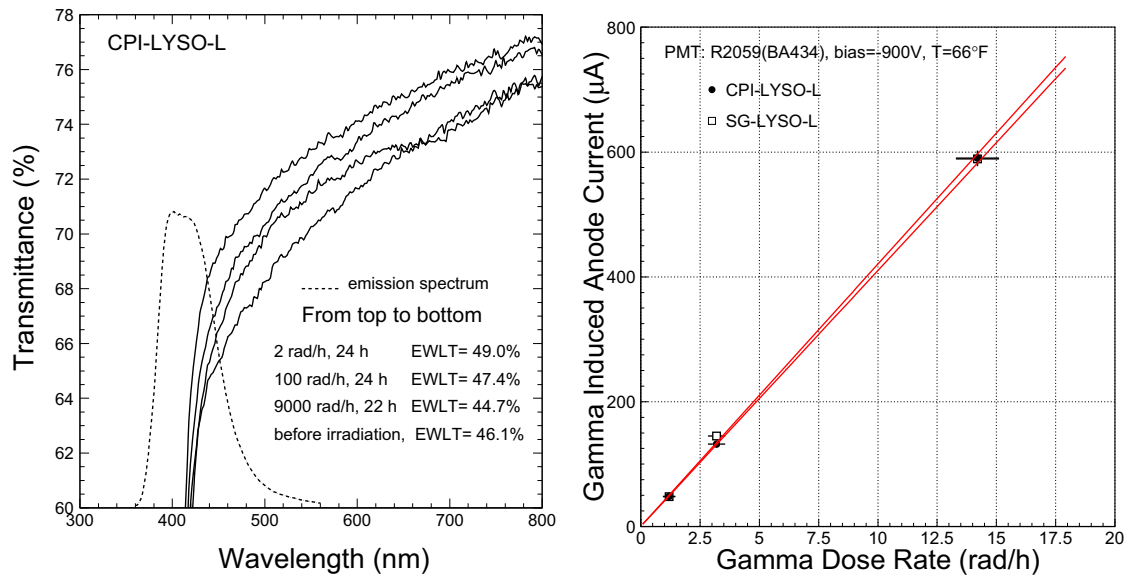 CPI-LYSO-L
Transmittance (%)
78
76
74
72
70
68
66
64
62
60
emission spectrum
From top to bottom
2 rad/h, 24 h EWLT= 49.0%
100 rad/h, 24 h EWLT= 47.4%
9000 rad/h, 22 h EWLT= 44.7%
before irradiation, EWLT= 46.1%
300 400 500 600 700 800
Wavelength (nm)
PMT: R2059(BA434), bias=-900V, T=66°F
CPI-LYSO-L
SG-LYSO-L
Gamma Induced Anode Current (µA)
800
600
400
200
0
0 2.5 5 7.5 10 12.5 15 17.5 20
Gamma Dose Rate (rad/h)